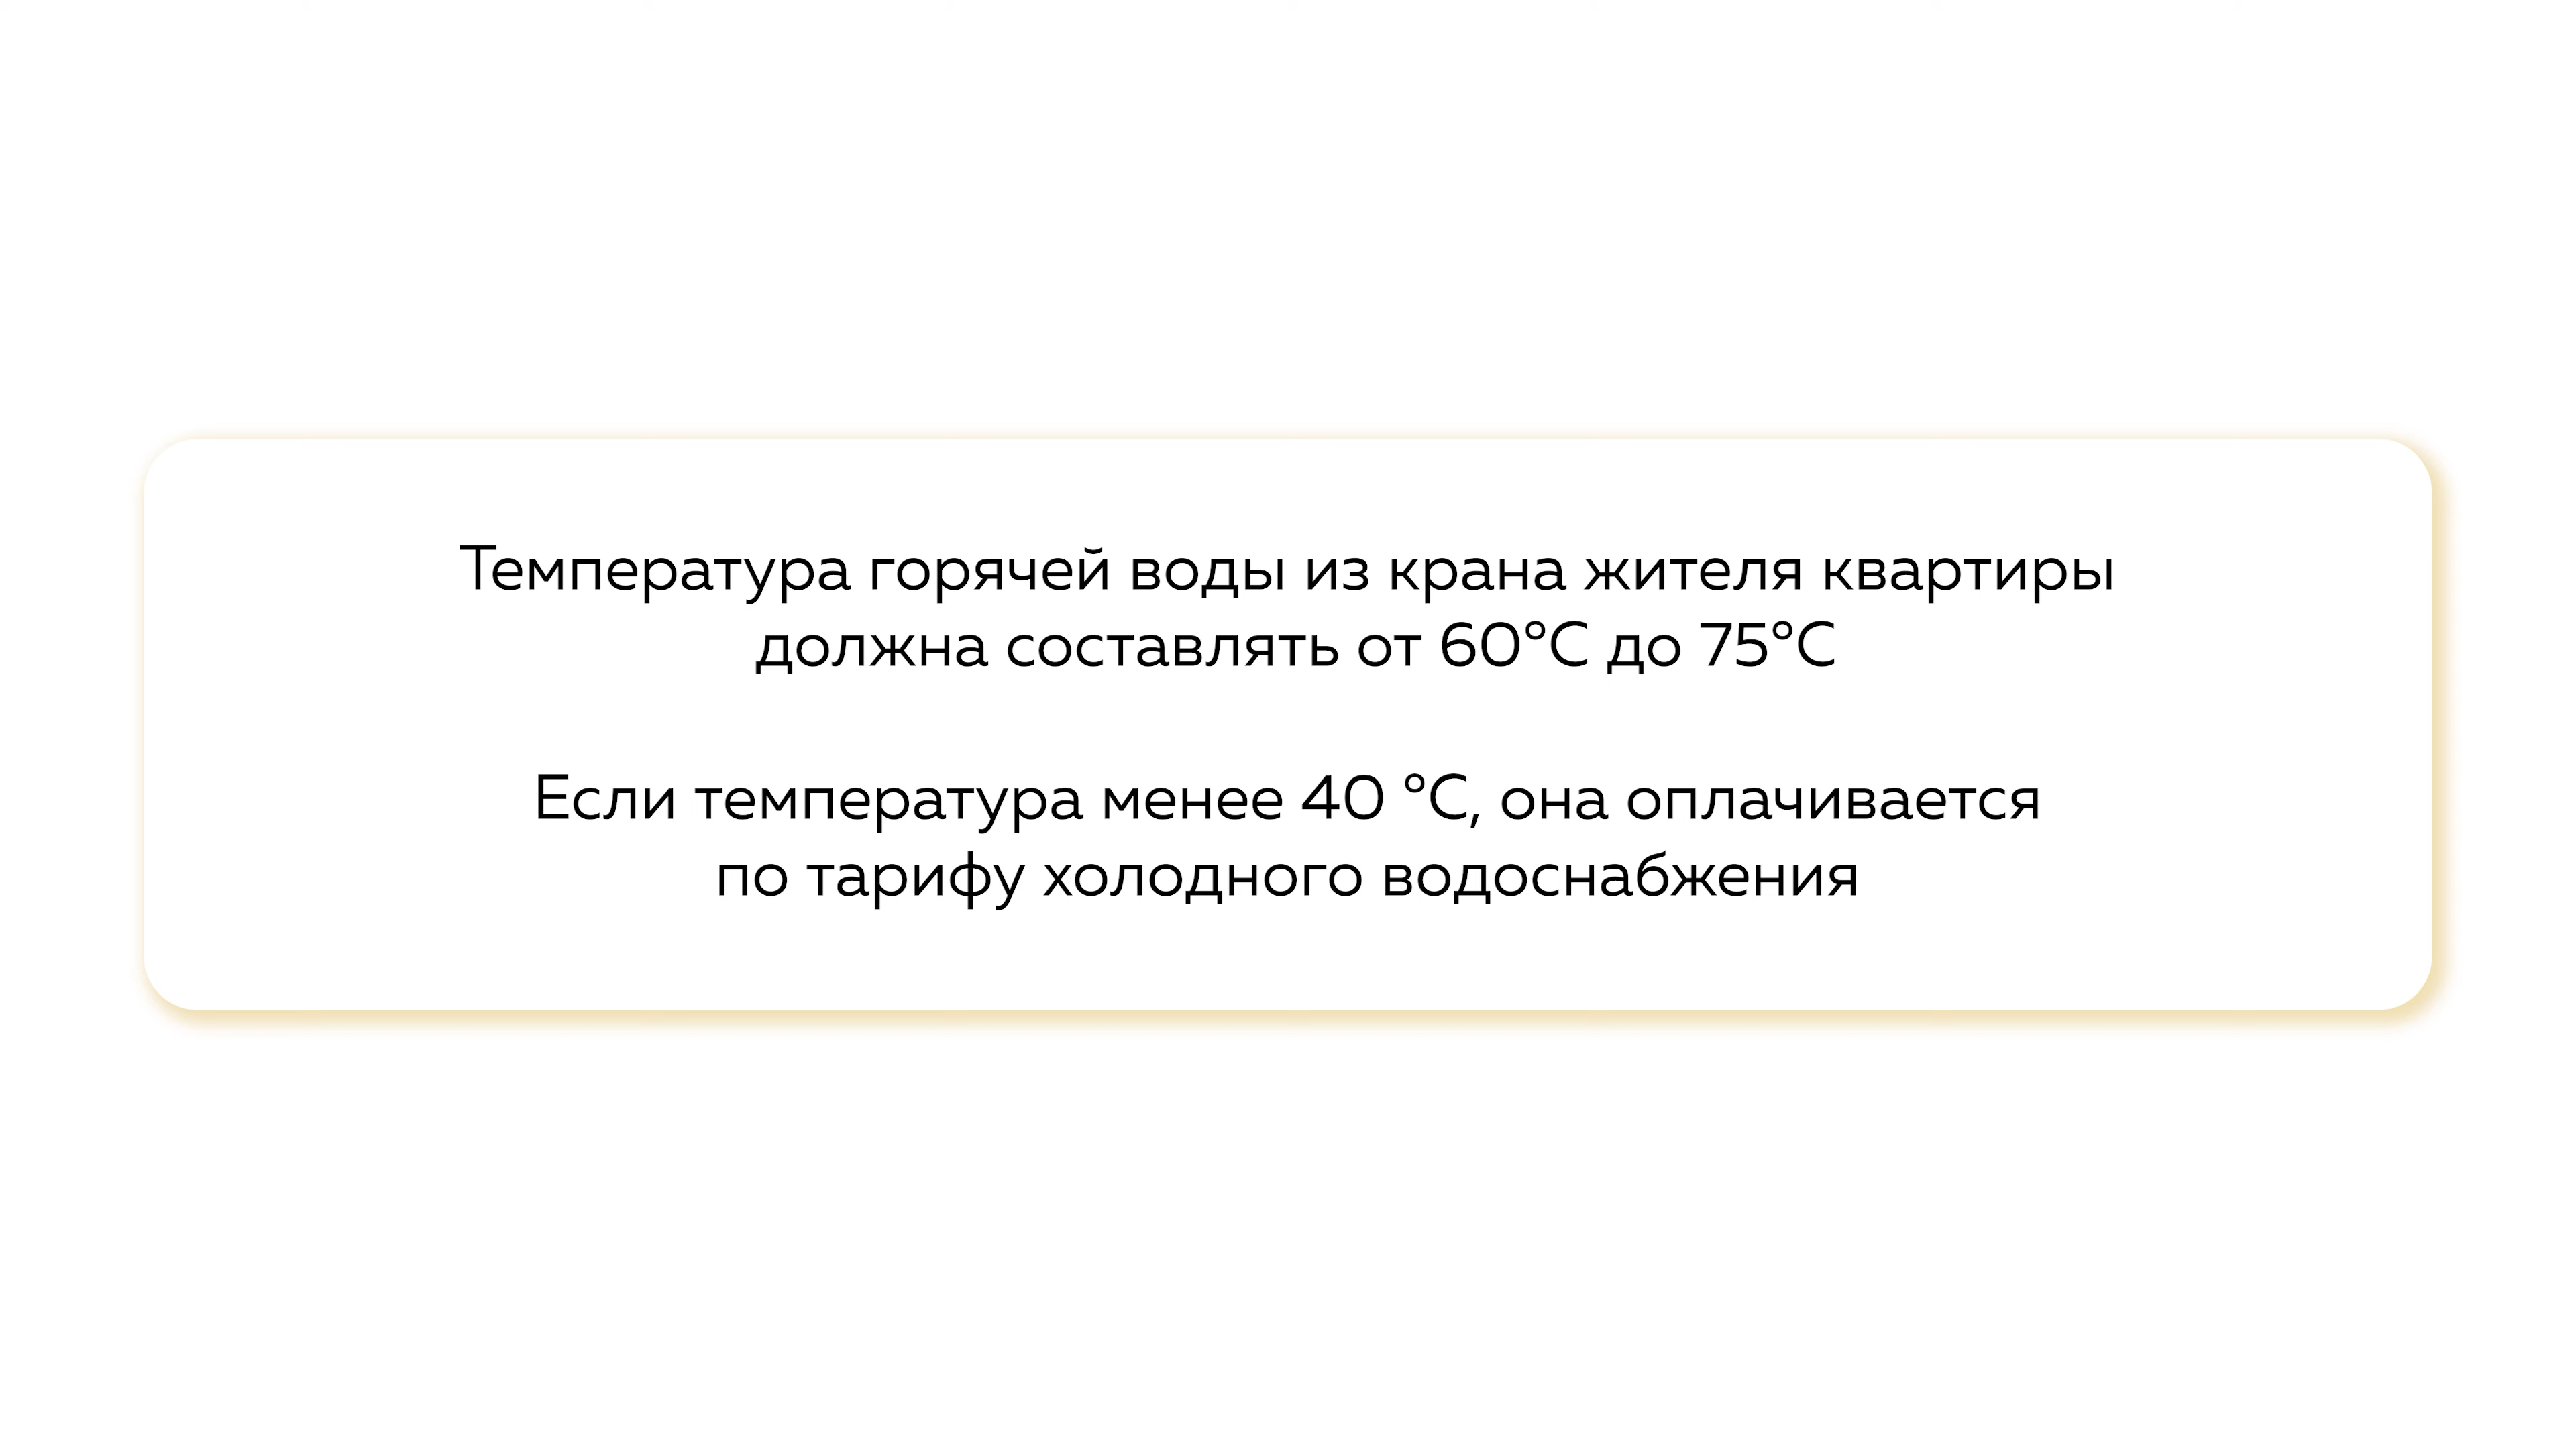 Температура горячей воды из крана жителя квартиры
должна составлять от 60°C до 75°C
Если температура менее 40 °C, она оплачивается
по тарифу холодного водоснабжения